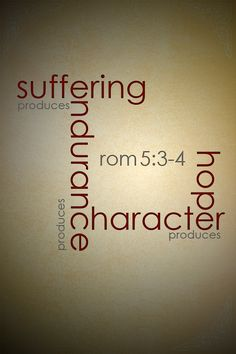 suffering
produces
endurance
produces
character
produces
hope
rom 5:3-4